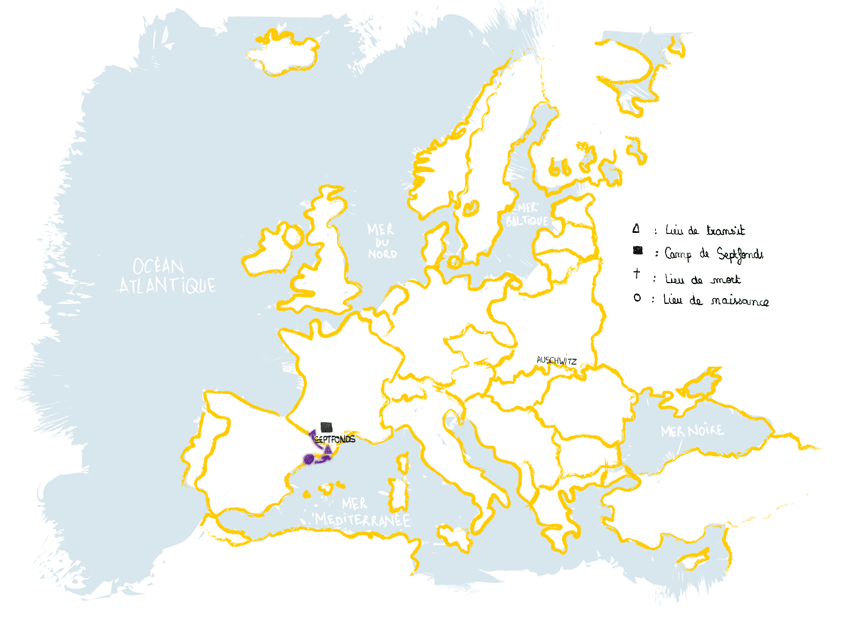 OCÉAN
ATLANTIQUE
MER
DU
NORD
MER
BALTIQUE
: Lieu de transit
: Camp de Septfonds
: Lieu de mort
: Lieu de naissance
AUSCHWITZ
MER NOIRE
SEPTFONDS
MER
MEDITERRANÉE